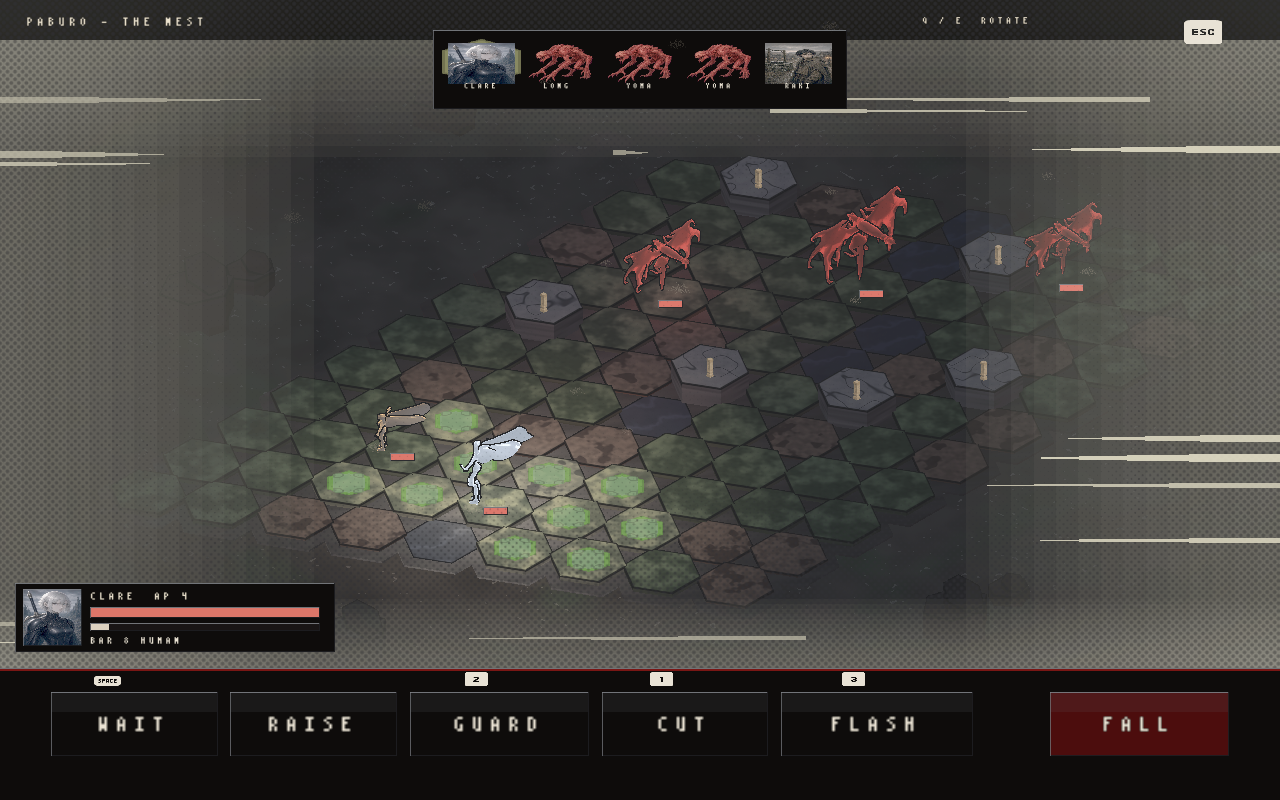 PABURO - THE NEST
Q / E ROTATE
ESC
CLARE
LONG
YOMA
YOMA
RAKI
CLARE AP 4
BAR 8 HUMAN
SPACE
2
1
3
WAIT
RAISE
GUARD
CUT
FLASH
FALL